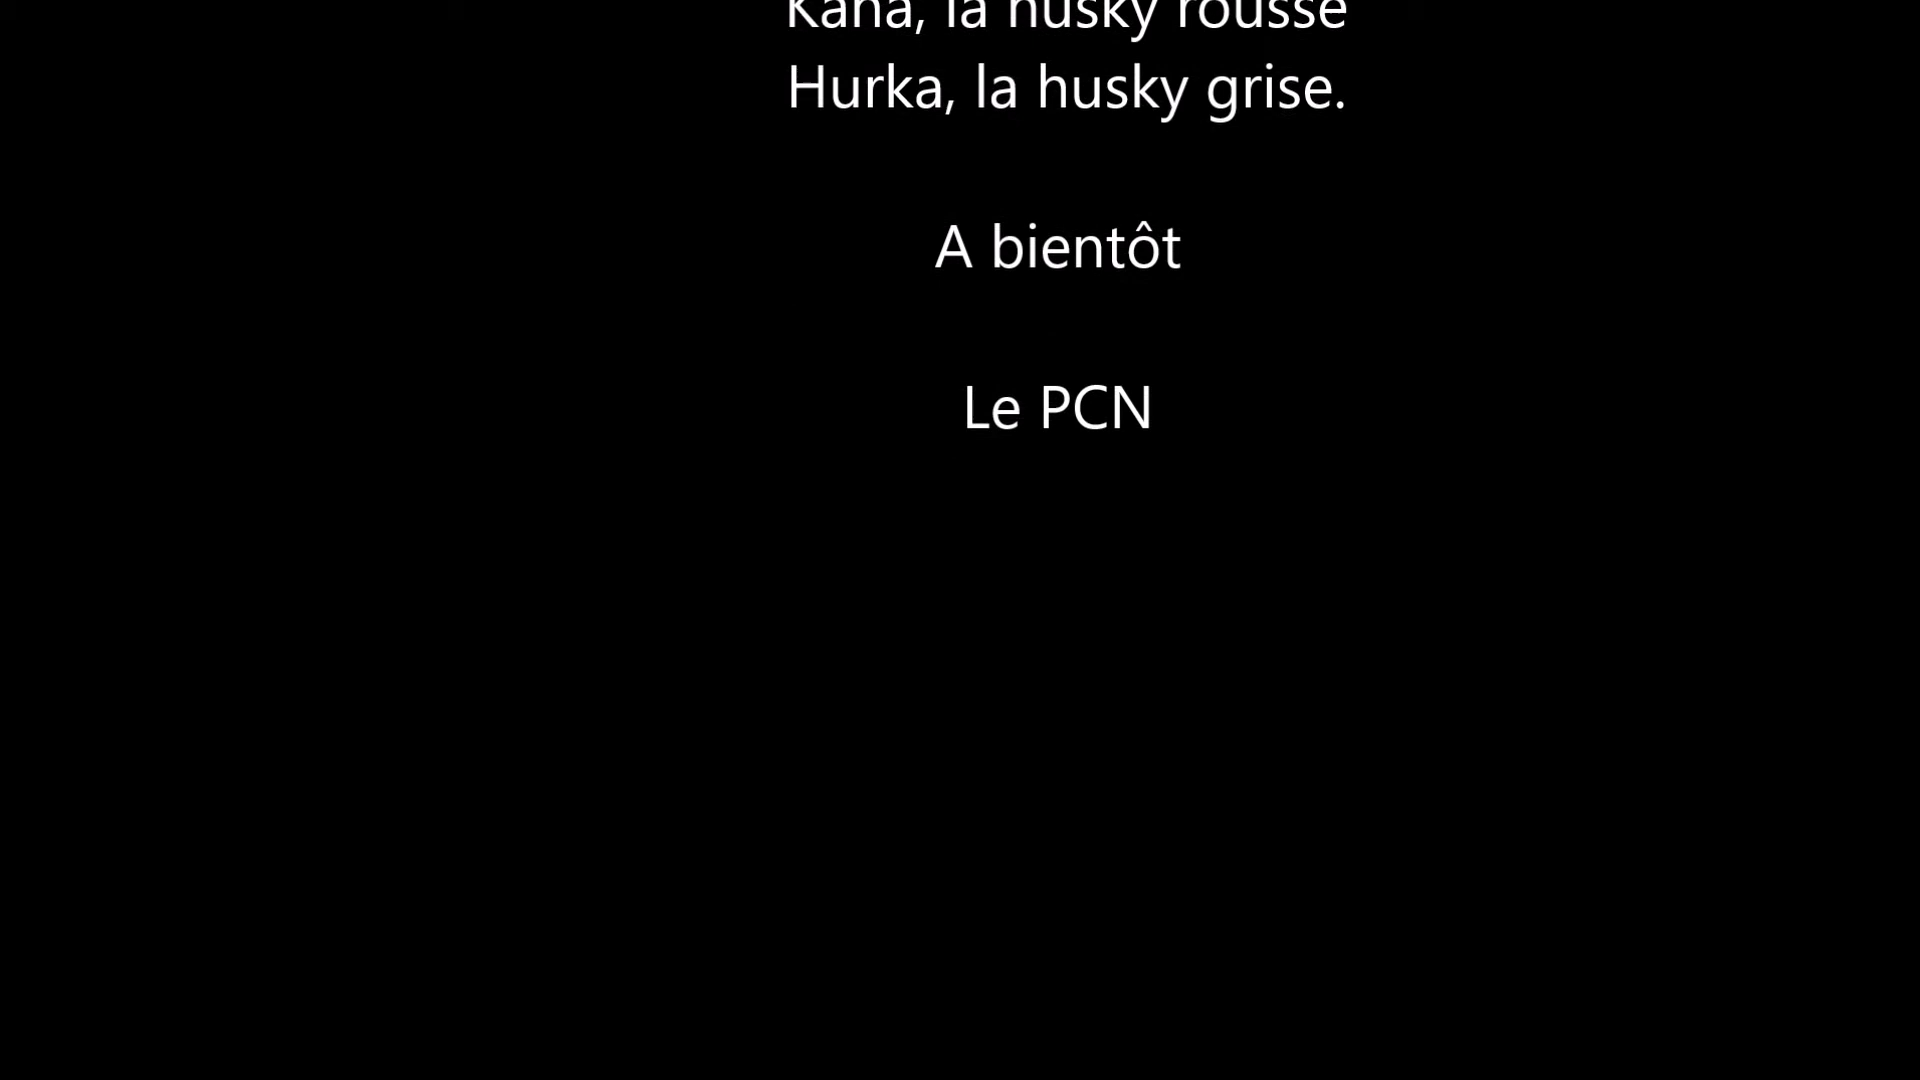 Kana, la husky rousse
Hurka, la husky grise.
A bientôt
Le PCN